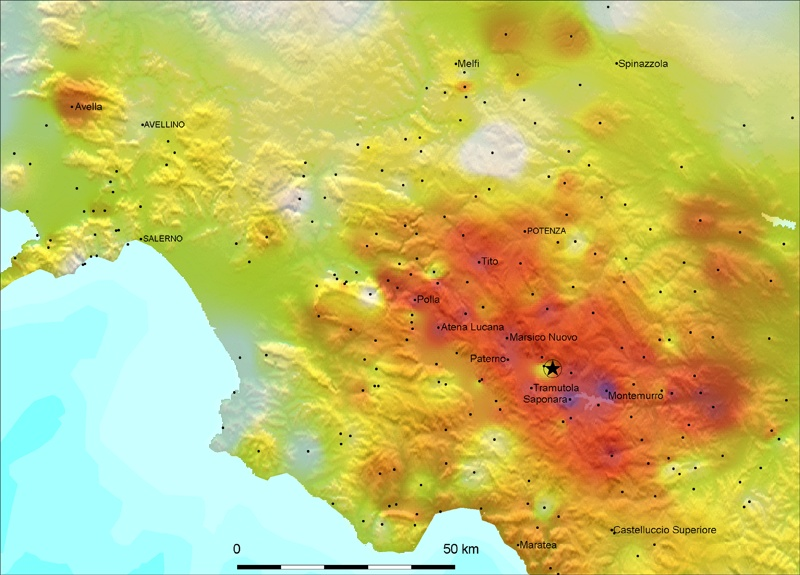 Melfi
Spinazzola
Avella
AVELLINO
SALERNO
POTENZA
Tito
Polla
Atena Lucana
Marsico Nuovo
Paterno
Tramutola
Saponara
Montemurro
Castelluccio Superiore
Maratea
0 50 km